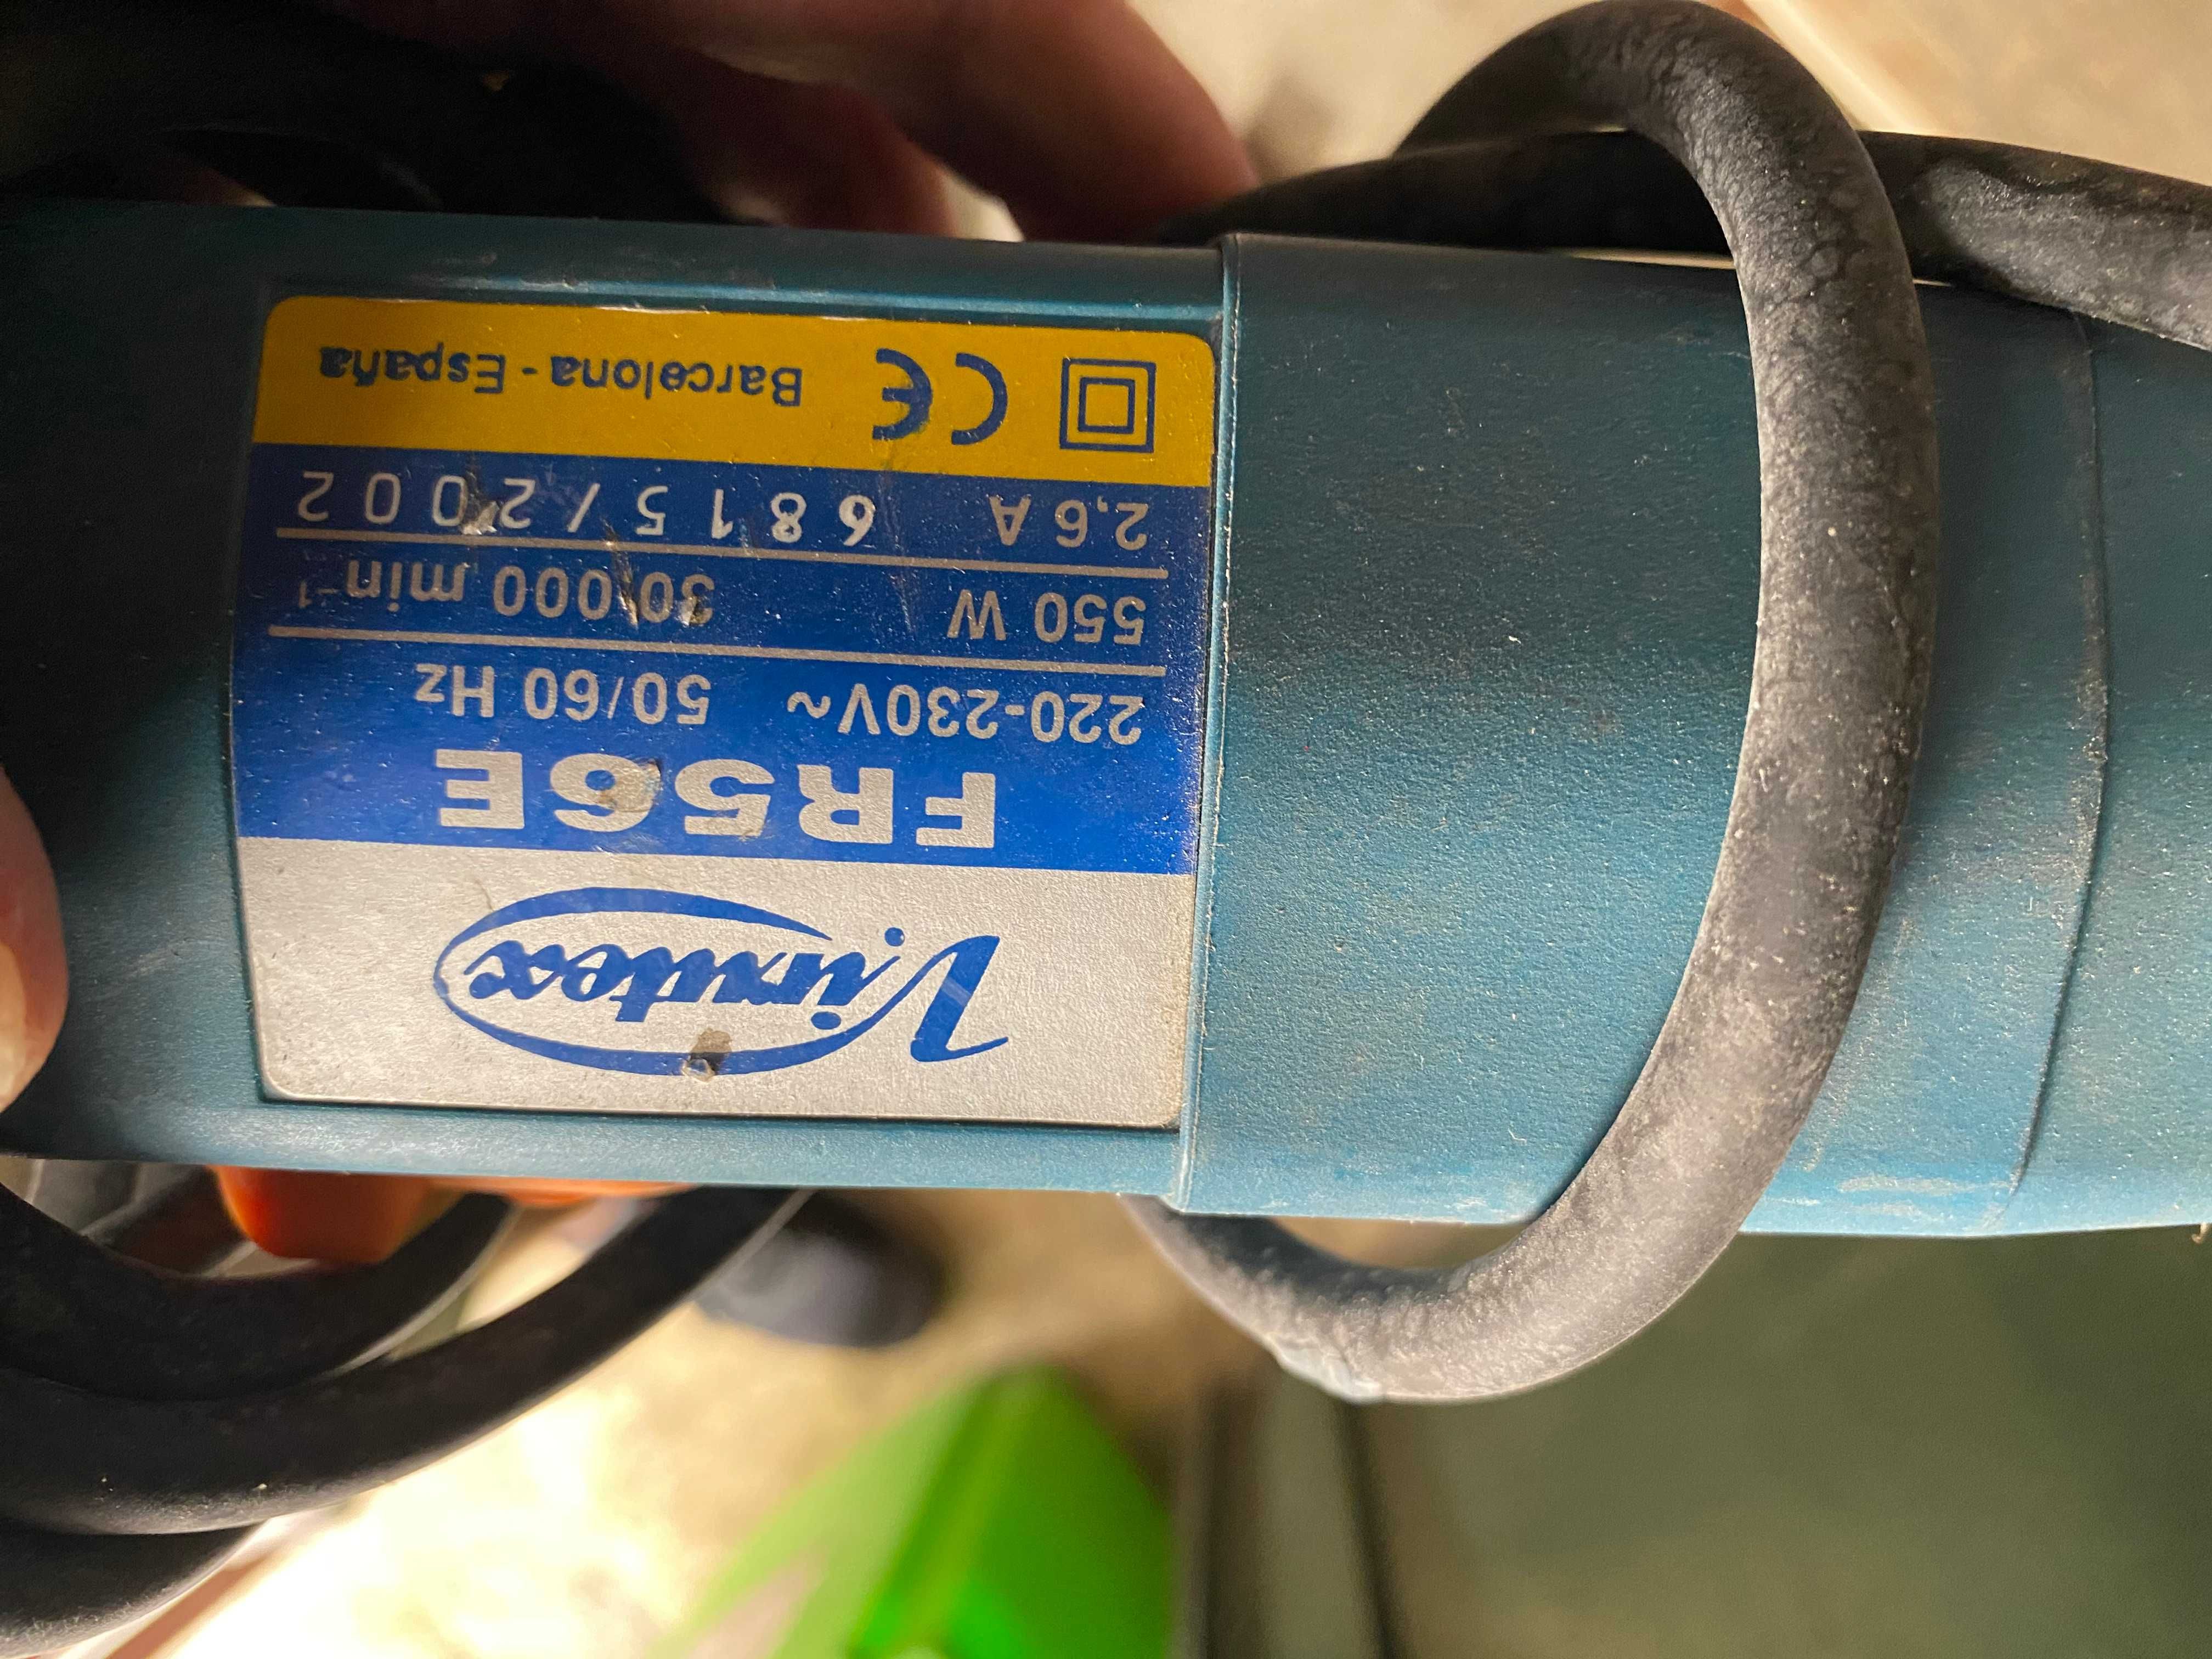 Virutex
FR56E
220-230V~ 50/60 Hz
550 W 30.000 min⁻¹
2,6 A 6815/2002
CE Barcelona - España